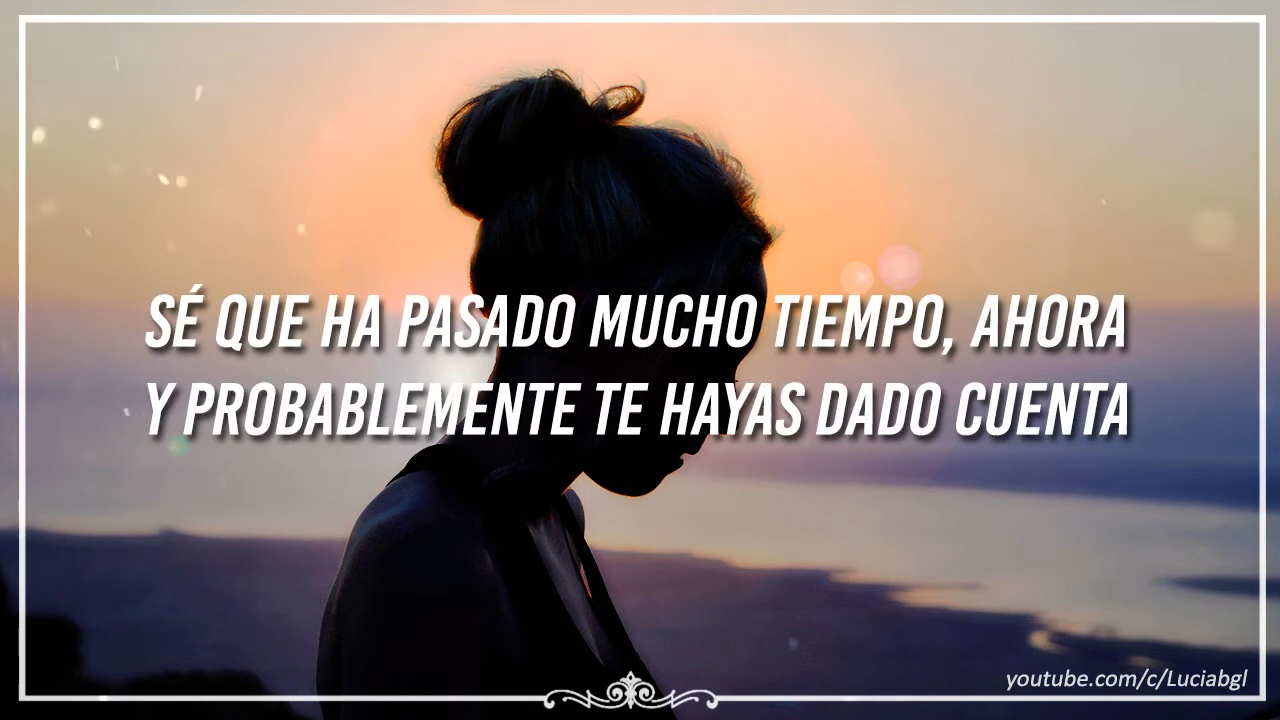 SÉ QUE HA PASADO MUCHO TIEMPO, AHORA
Y PROBABLEMENTE TE HAYAS DADO CUENTA
youtube.com/c/Luciabgl